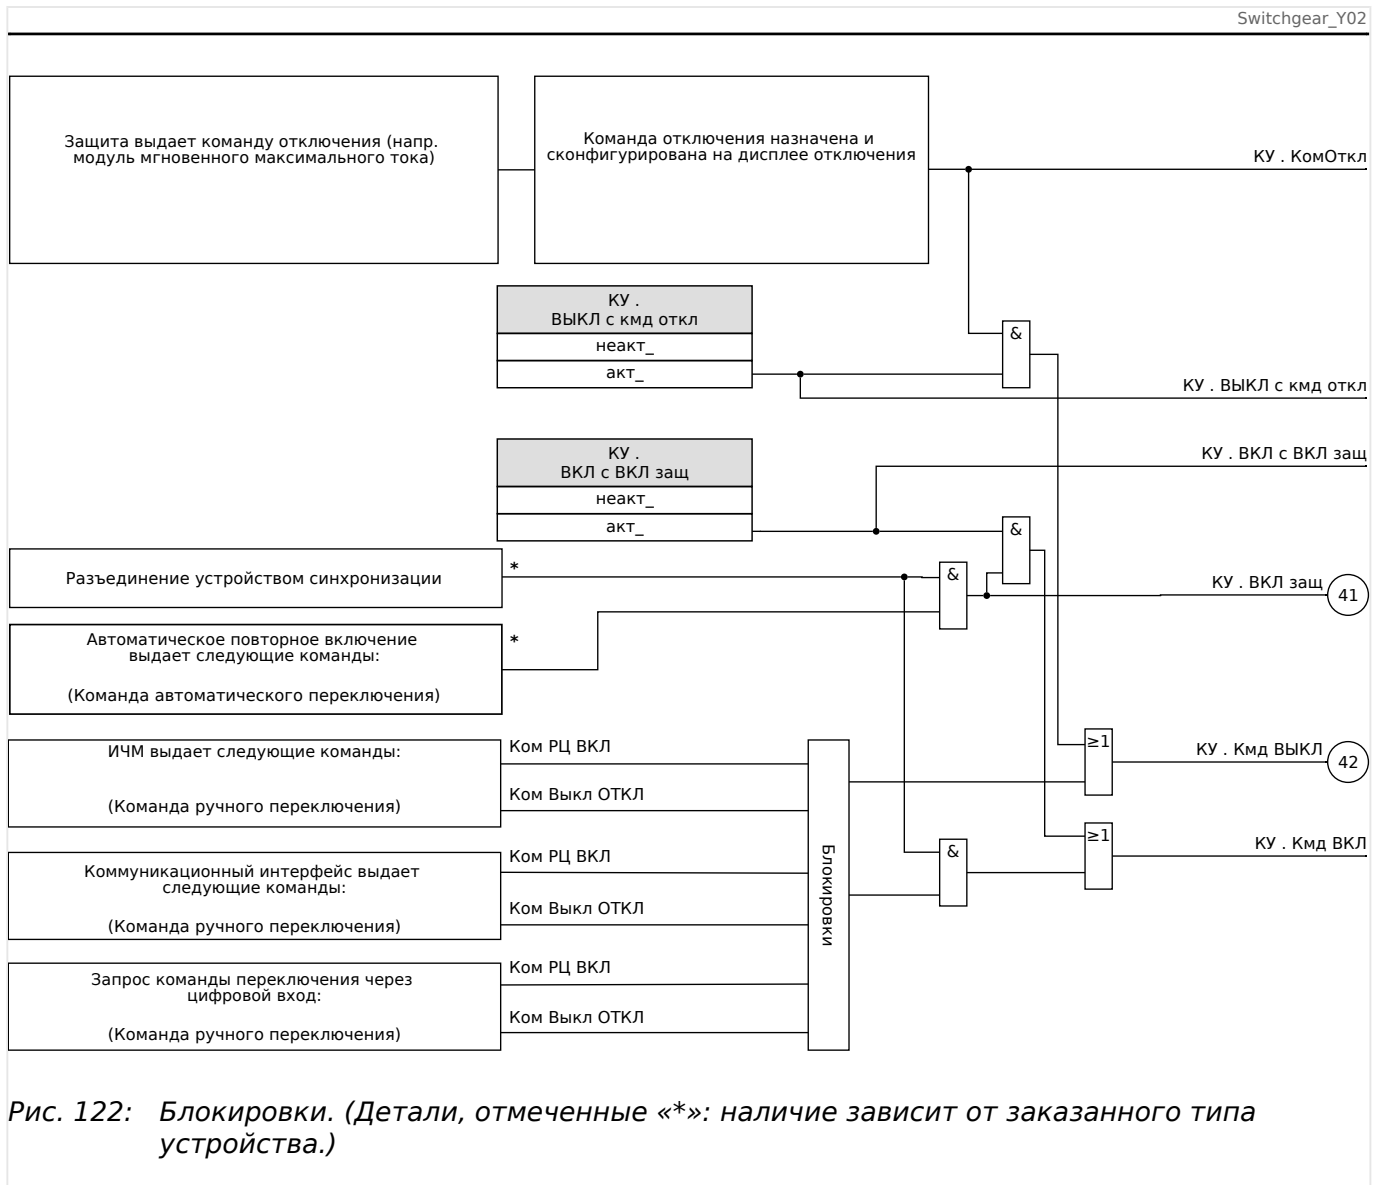 Switchgear_Y02
Защита выдает команду отключения (напр.
модуль мгновенного максимального тока)
Команда отключения назначена и
сконфигурирована на дисплее отключения
КУ . КомОткл
КУ .
ВЫКЛ с кмд откл
неакт_
акт_
&
КУ . ВЫКЛ с кмд откл
КУ .
ВКЛ с ВКЛ защ
неакт_
акт_
КУ . ВКЛ с ВКЛ защ
&
Разъединение устройством синхронизации
*
&
КУ . ВКЛ защ
41
Автоматическое повторное включение
выдает следующие команды:
(Команда автоматического переключения)
*
ИЧМ выдает следующие команды:
(Команда ручного переключения)
Ком РЦ ВКЛ
Ком Выкл ОТКЛ
≥1
КУ . Кмд ВЫКЛ
42
Коммуникационный интерфейс выдает
следующие команды:
(Команда ручного переключения)
Ком РЦ ВКЛ
Ком Выкл ОТКЛ
Блокировки
&
≥1
КУ . Кмд ВКЛ
Запрос команды переключения через
цифровой вход:
(Команда ручного переключения)
Ком РЦ ВКЛ
Ком Выкл ОТКЛ
Рис. 122: Блокировки. (Детали, отмеченные «*»: наличие зависит от заказанного типа
устройства.)